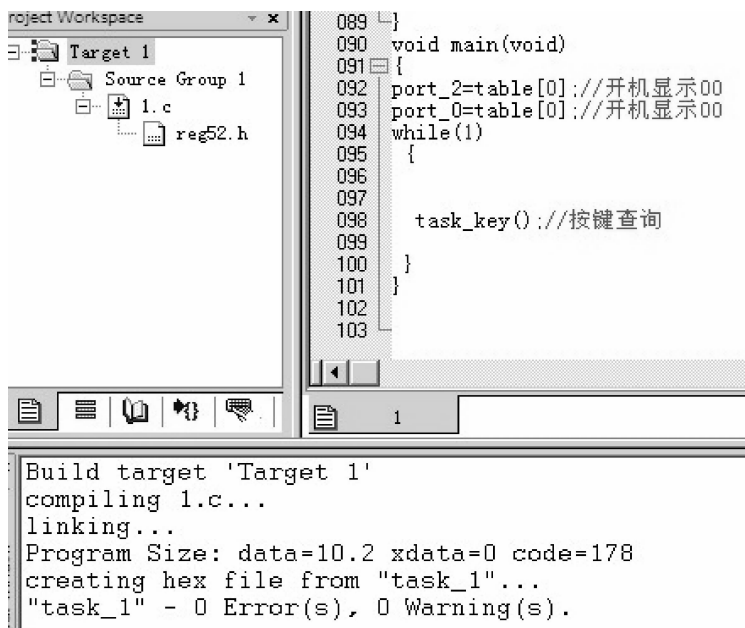 roject Workspace
Target 1
Source Group 1
1.c
reg52.h
089 }
090 void main(void)
091 {
092 port_2=table[0];//开机显示00
093 port_0=table[0];//开机显示00
094 while(1)
095 {
096
097
098 task_key();//按键查询
099
100 }
101 }
102
103
1
Build target 'Target 1'
compiling 1.c...
linking...
Program Size: data=10.2 xdata=0 code=178
creating hex file from "task_1"...
"task_1" - 0 Error(s), 0 Warning(s).